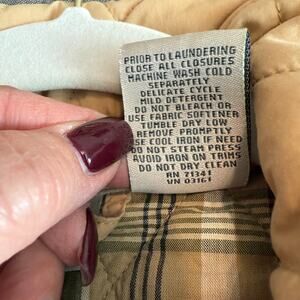 PRIOR TO LAUNDERING
CLOSE ALL CLOSURES
MACHINE WASH COLD
SEPARATELY
DELICATE CYCLE
MILD DETERGENT
DO NOT BLEACH OR
USE FABRIC SOFTENER
TUMBLE DRY LOW
REMOVE PROMPTLY
USE COOL IRON IF NEED
DO NOT STEAM PRESS
AVOID IRON ON TRIMS
DO NOT DRY CLEAN
RN 71341
VN 03161